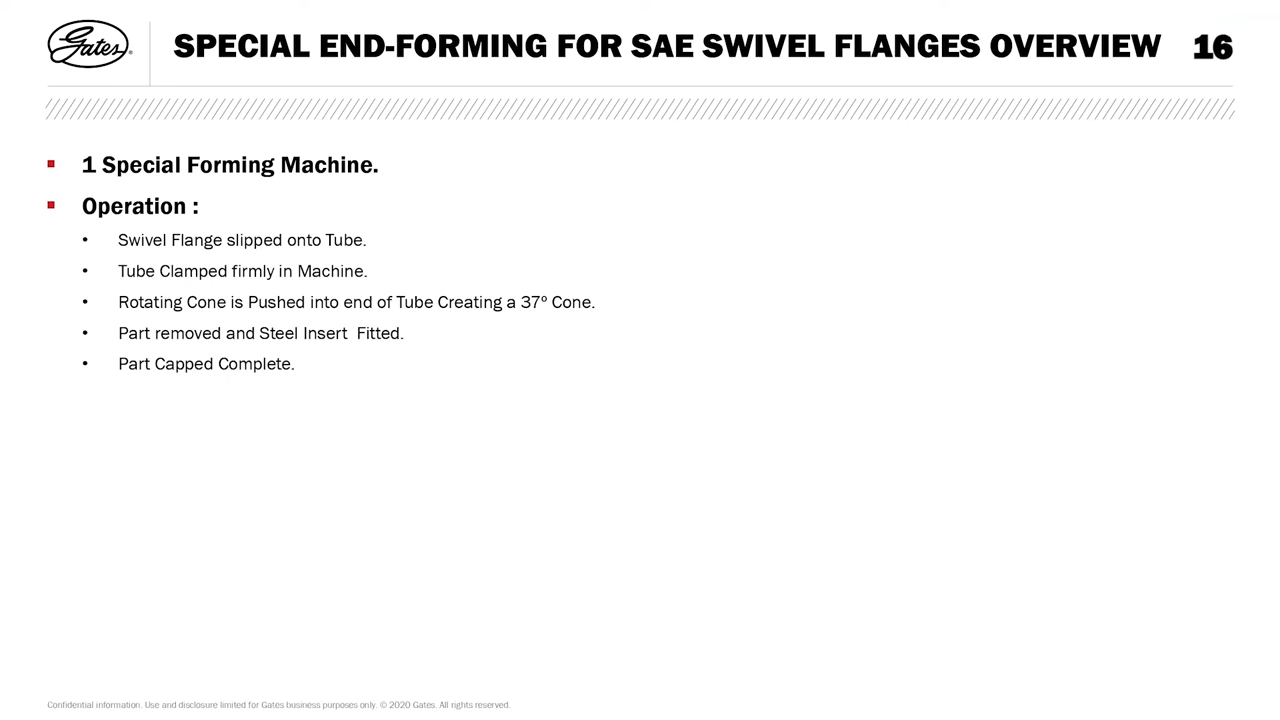 Gates
SPECIAL END-FORMING FOR SAE SWIVEL FLANGES OVERVIEW 16
1 Special Forming Machine.
Operation :
Swivel Flange slipped onto Tube.
Tube Clamped firmly in Machine.
Rotating Cone is Pushed into end of Tube Creating a 37º Cone.
Part removed and Steel Insert  Fitted.
Part Capped Complete.
Confidential information. Use and disclosure limited for Gates business purposes only. © 2020 Gates. All rights reserved.